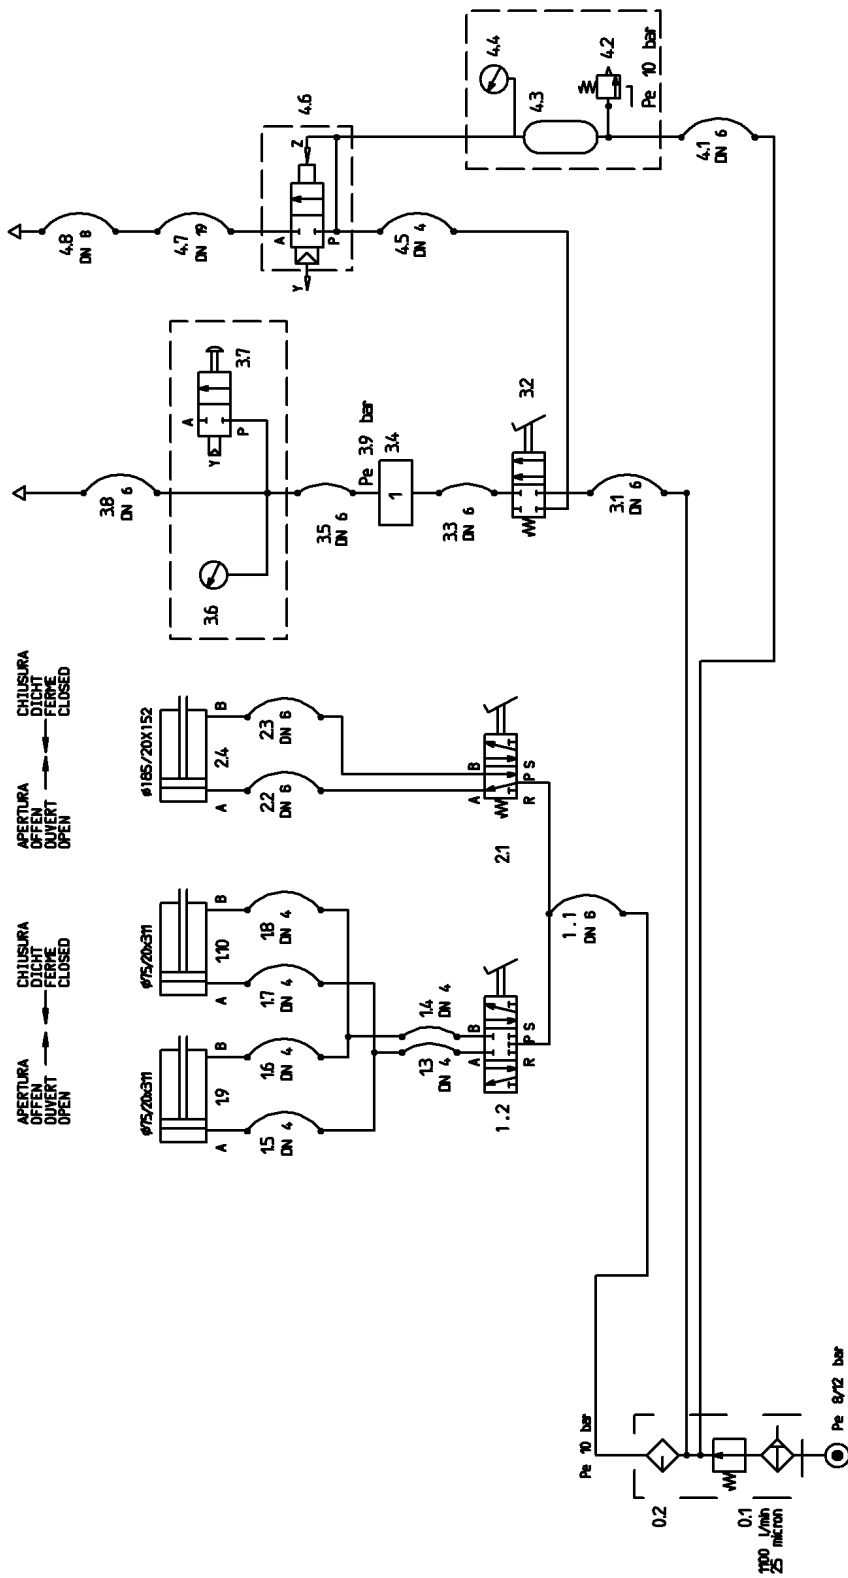 APERTURA
OFFEN
OUVERT
OPEN
CHIUSURA
DICHT
FERME
CLOSED
APERTURA
OFFEN
OUVERT
OPEN
CHIUSURA
DICHT
FERME
CLOSED
ø75/20x311
ø75/20x311
ø185/20X152
A
B
1.9
A
B
1.10
A
B
2.4
1.5
DN 4
1.6
DN 4
1.7
DN 4
1.8
DN 4
2.2
DN 6
2.3
DN 6
1.3
DN 4
1.4
DN 4
A
B
R
P S
1.2
A
B
R
P S
2.1
1.1
DN 6
3.8
DN 6
3.6
A
Y
P
3.7
3.5
DN 6
Pe 3.9 bar
1
3.4
3.3
DN 6
3.2
3.1
DN 6
4.8
DN 8
4.7
DN 19
A
P
Y
Z
4.6
4.5
DN 4
4.4
4.3
4.2
Pe 10 bar
4.1
DN 6
Pe 10 bar
0.2
0.1
1100 l/min
25 micron
Pe 8/12 bar